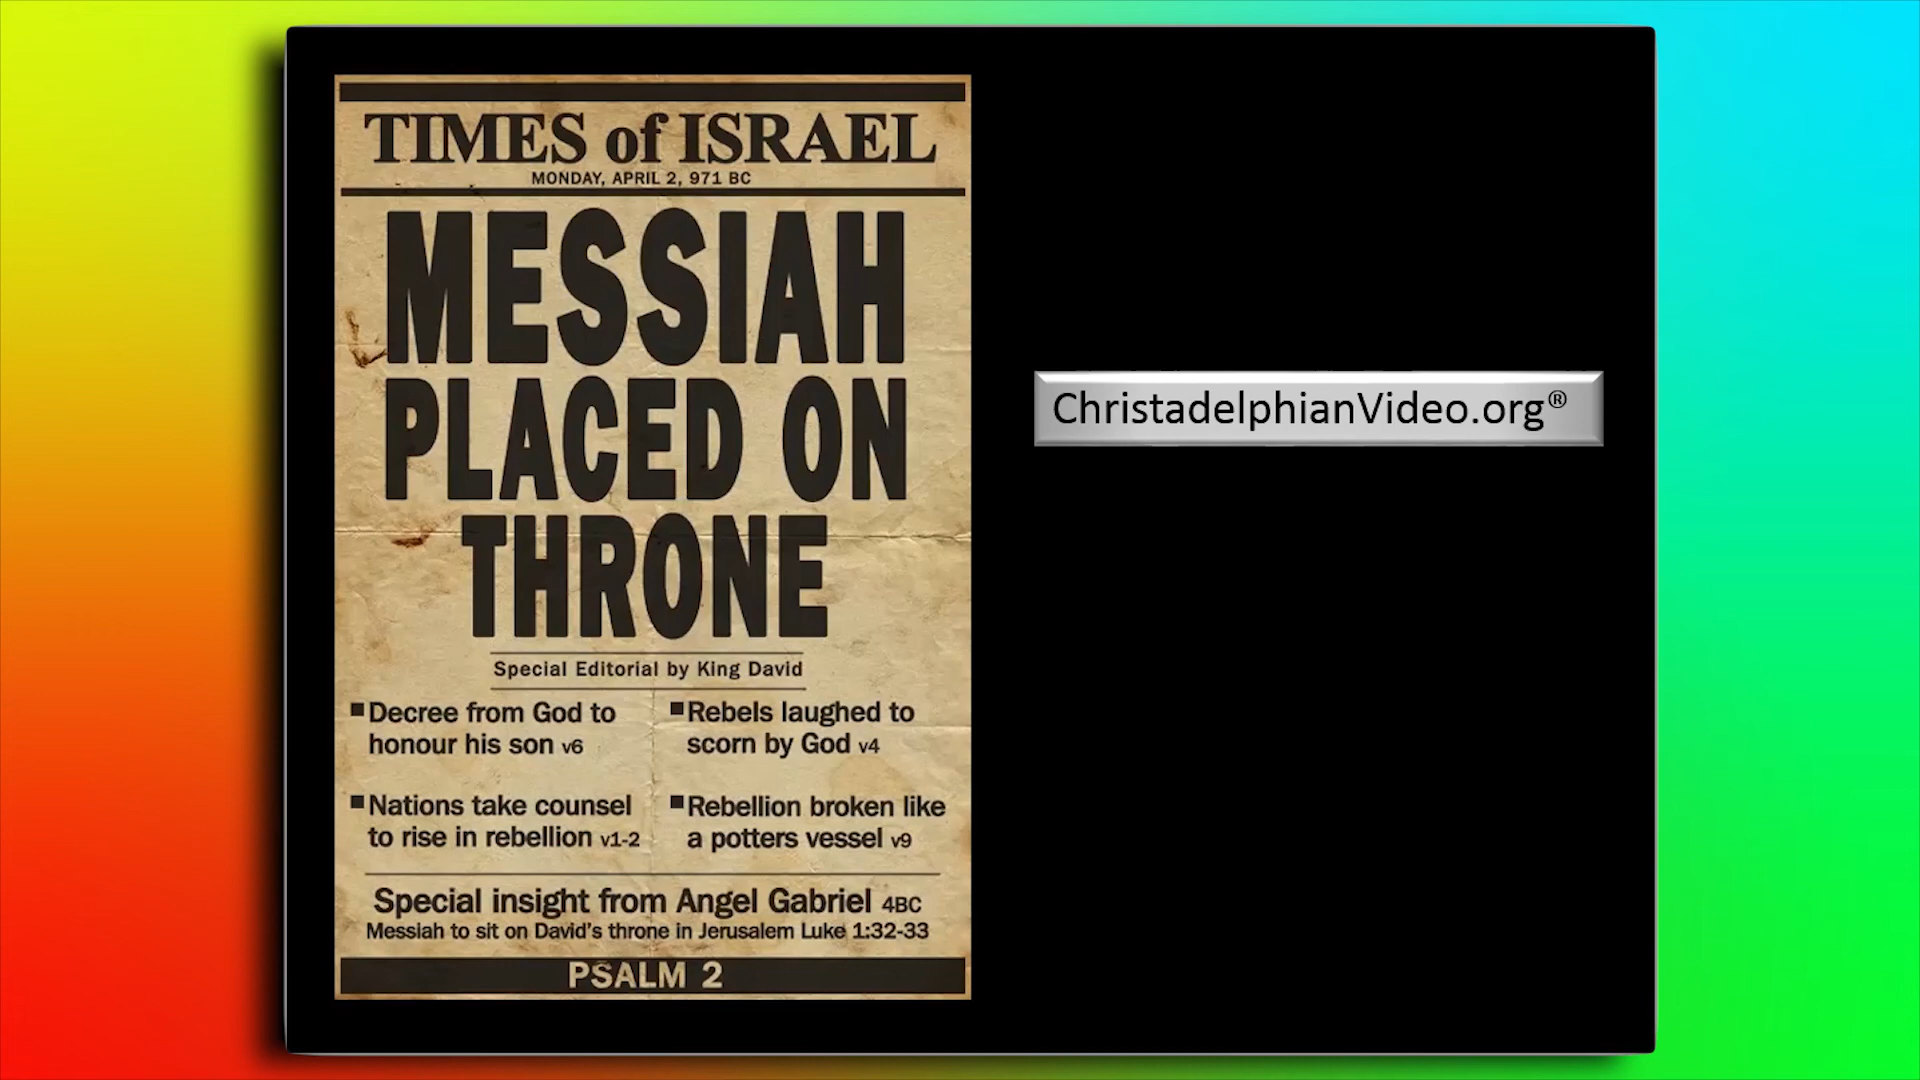 TIMES of ISRAEL
MONDAY, APRIL 2, 971 BC
MESSIAH
PLACED ON
THRONE
Special Editorial by King David
■Decree from God to
honour his son v6
■Nations take counsel
to rise in rebellion v1-2
■Rebels laughed to
scorn by God v4
■Rebellion broken like
a potters vessel v9
Special insight from Angel Gabriel 4BC
Messiah to sit on David's throne in Jerusalem Luke 1:32-33
PSALM 2
ChristadelphianVideo.org®